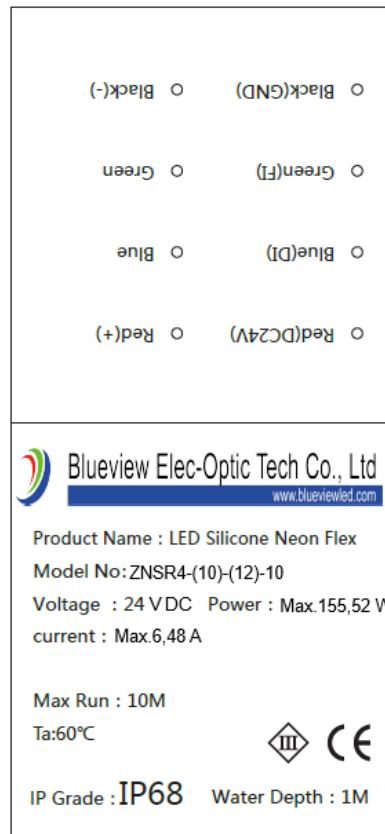 Black(-) Black(GND)
Green Green(FI)
Blue Blue(DI)
Red(+) Red(DC24V)
Blueview Elec-Optic Tech Co., Ltd
www.blueviewled.com
Product Name : LED Silicone Neon Flex
Model No: ZNSR4-(10)-(12)-10
Voltage : 24 VDC Power : Max.155,52 W
current : Max.6,48 A
Max Run : 10M
Ta:60℃
III CE
IP Grade : IP68 Water Depth : 1M